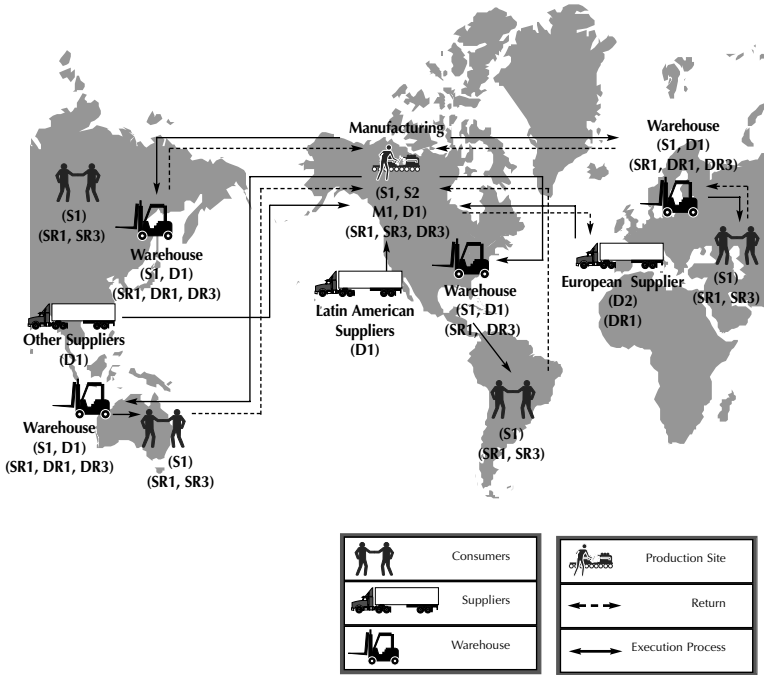 Manufacturing
(S1, S2
M1, D1)
(SR1, SR3, DR3)
Warehouse
(S1, D1)
(SR1, DR1, DR3)
(S1)
(SR1, SR3)
Warehouse
(S1, D1)
(SR1, DR1, DR3)
Other Suppliers
(D1)
Latin American
Suppliers
(D1)
Warehouse
(S1, D1)
(SR1, DR3)
European Supplier
(D2)
(DR1)
(S1)
(SR1, SR3)
Warehouse
(S1, D1)
(SR1, DR1, DR3)
(S1)
(SR1, SR3)
(S1)
(SR1, SR3)
Consumers
Suppliers
Warehouse
Production Site
Return
Execution Process